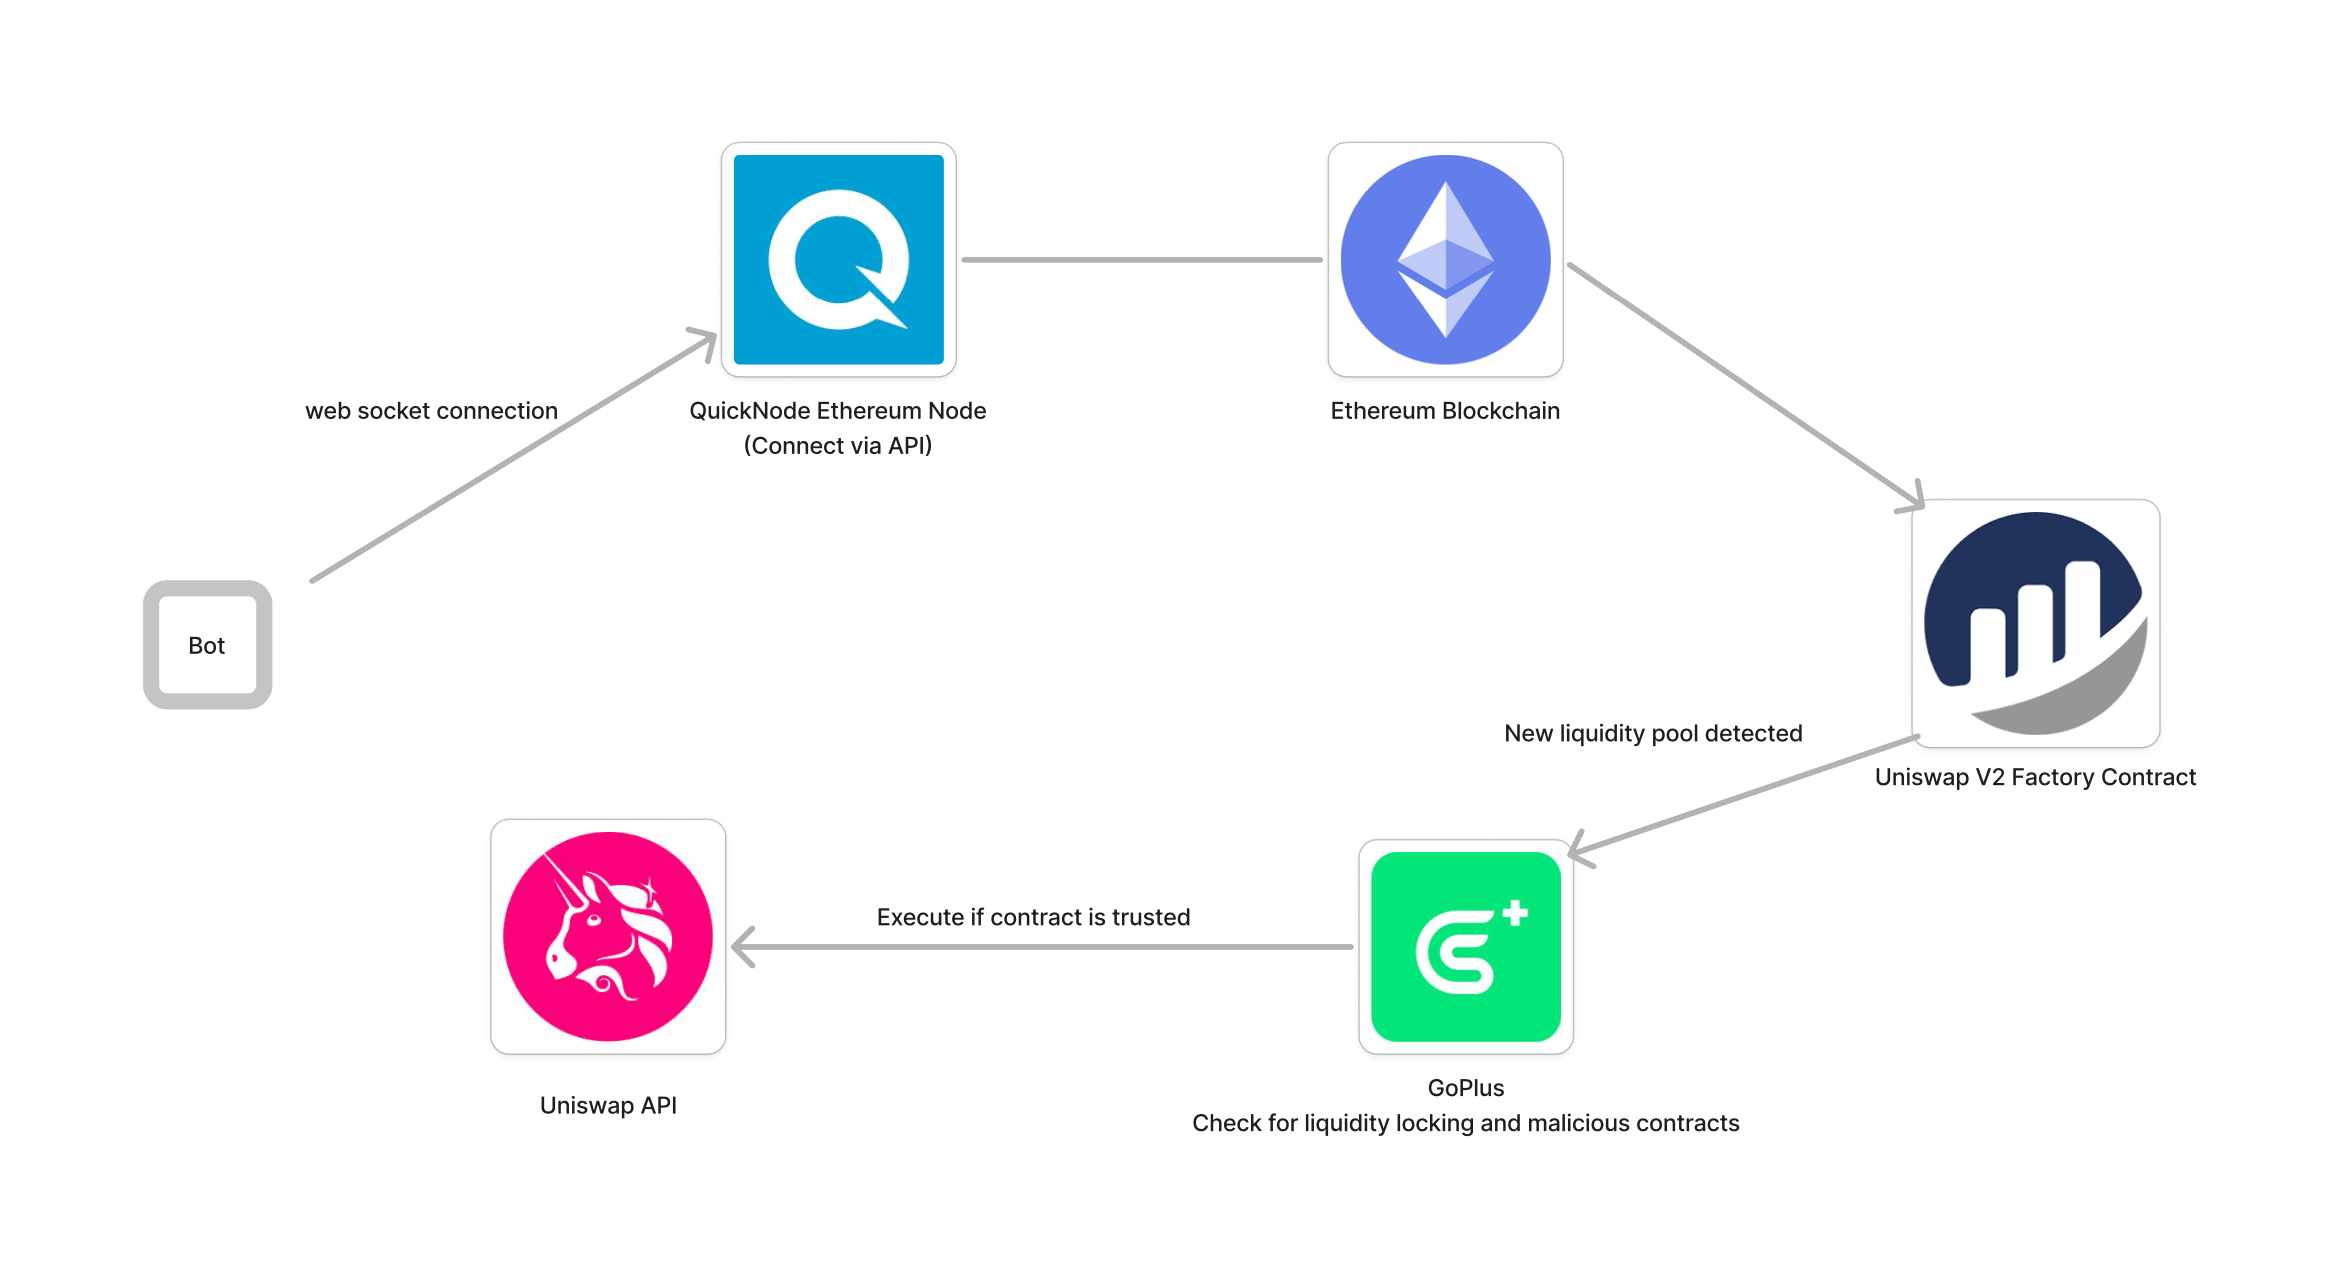 QuickNode Ethereum Node
(Connect via API)
Ethereum Blockchain
web socket connection
Bot
New liquidity pool detected
Uniswap V2 Factory Contract
Execute if contract is trusted
Uniswap API
GoPlus
Check for liquidity locking and malicious contracts